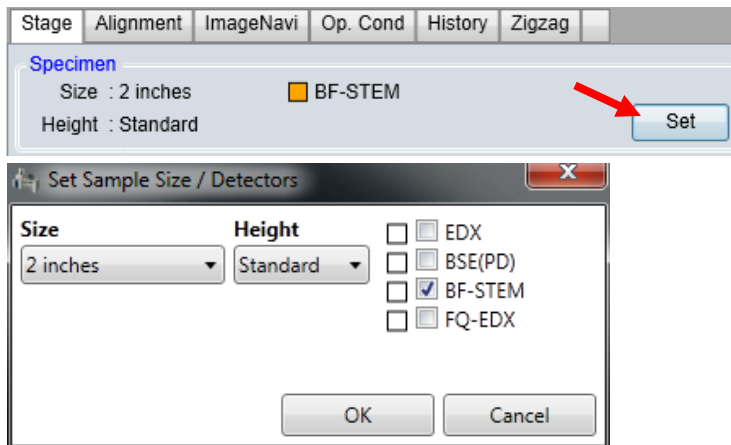 Stage Alignment ImageNavi Op. Cond History Zigzag
Specimen
Size : 2 inches BF-STEM
Height : Standard
Set
Set Sample Size / Detectors
Size Height EDX
2 inches Standard BSE(PD)
BF-STEM
FQ-EDX
OK Cancel